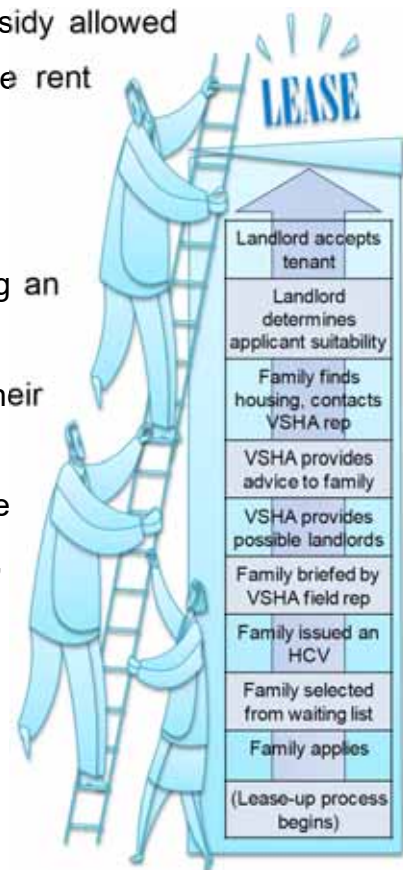 sidy allowed
e rent
g an
heir
e
LEASE
Landlord accepts
tenant
Landlord
determines
applicant suitability
Family finds
housing, contacts
VSHA rep
VSHA provides
advice to family
VSHA provides
possible landlords
Family briefed by
VSHA field rep
Family issued an
HCV
Family selected
from waiting list
Family applies
(Lease-up process
begins)